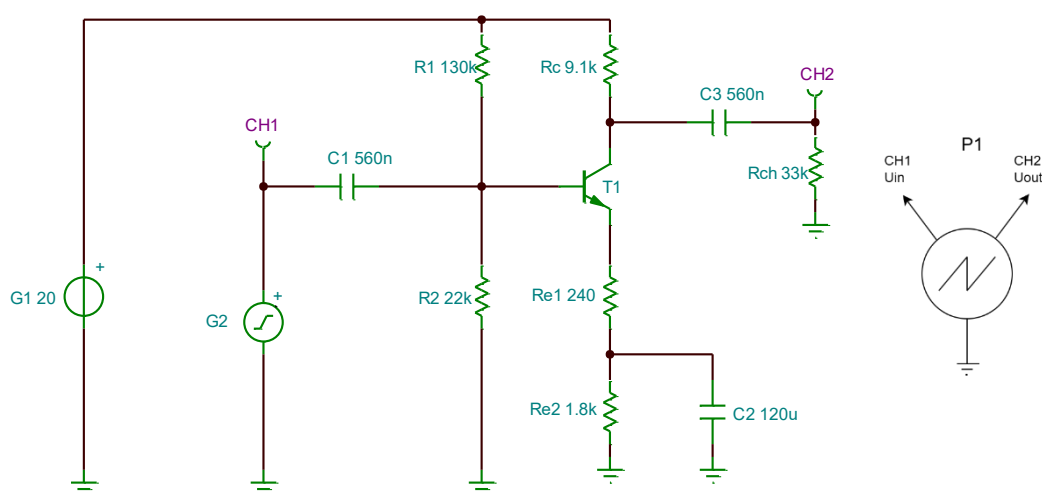 R1 130k
Rc 9.1k
CH2
C3 560n
CH1
P1
C1 560n
CH1
Uin
CH2
Uout
Rch 33k
T1
+
+
G1 20
R2 22k
Re1 240
G2
Re2 1.8k
C2 120u